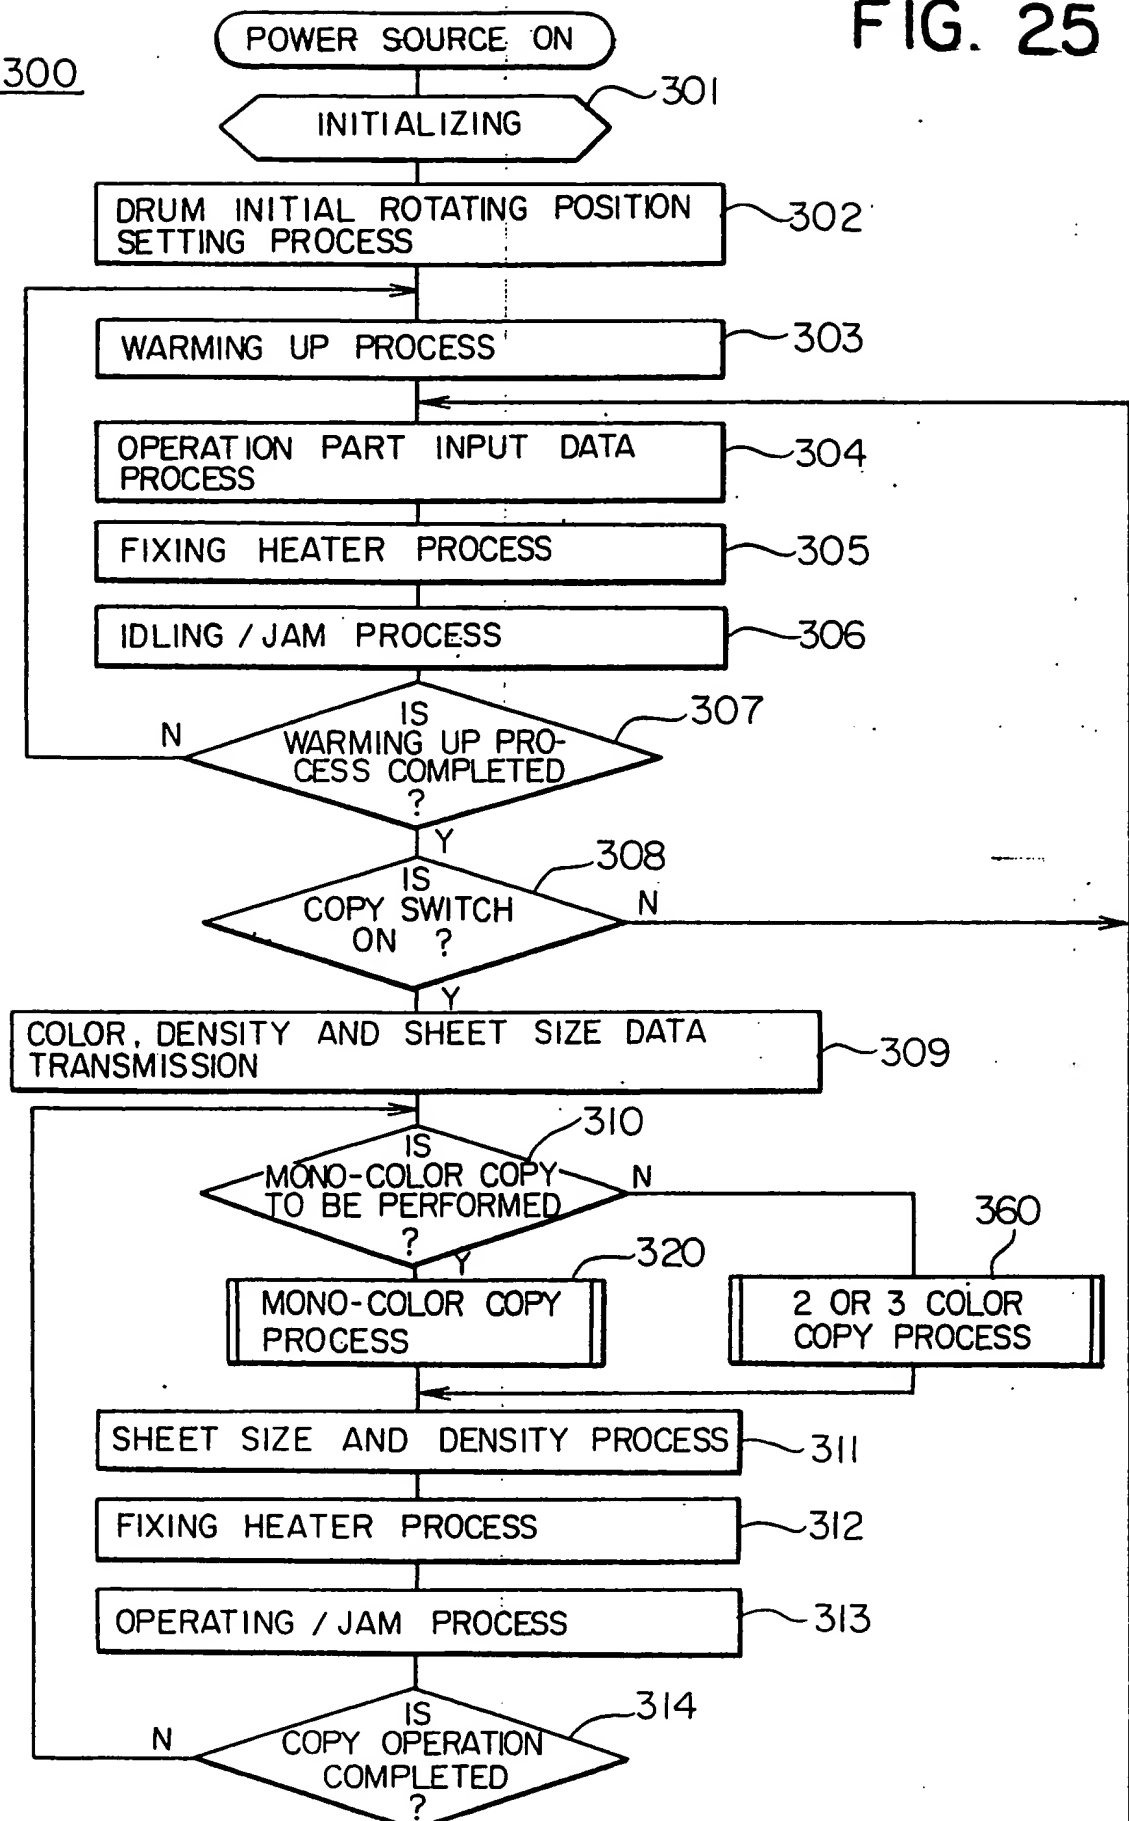 FIG. 25
300
POWER SOURCE ON
301
INITIALIZING
DRUM INITIAL ROTATING POSITION
SETTING PROCESS
302
WARMING UP PROCESS
303
OPERATION PART INPUT DATA
PROCESS
304
FIXING HEATER PROCESS
305
IDLING / JAM PROCESS
306
307
IS
WARMING UP PRO-
CESS COMPLETED
?
N
Y
308
IS
COPY SWITCH
ON ?
N
Y
COLOR, DENSITY AND SHEET SIZE DATA
TRANSMISSION
309
310
IS
MONO-COLOR COPY
TO BE PERFORMED
?
N
Y
320
360
MONO-COLOR COPY
PROCESS
2 OR 3 COLOR
COPY PROCESS
SHEET SIZE AND DENSITY PROCESS
311
FIXING HEATER PROCESS
312
OPERATING / JAM PROCESS
313
314
IS
COPY OPERATION
COMPLETED
?
N